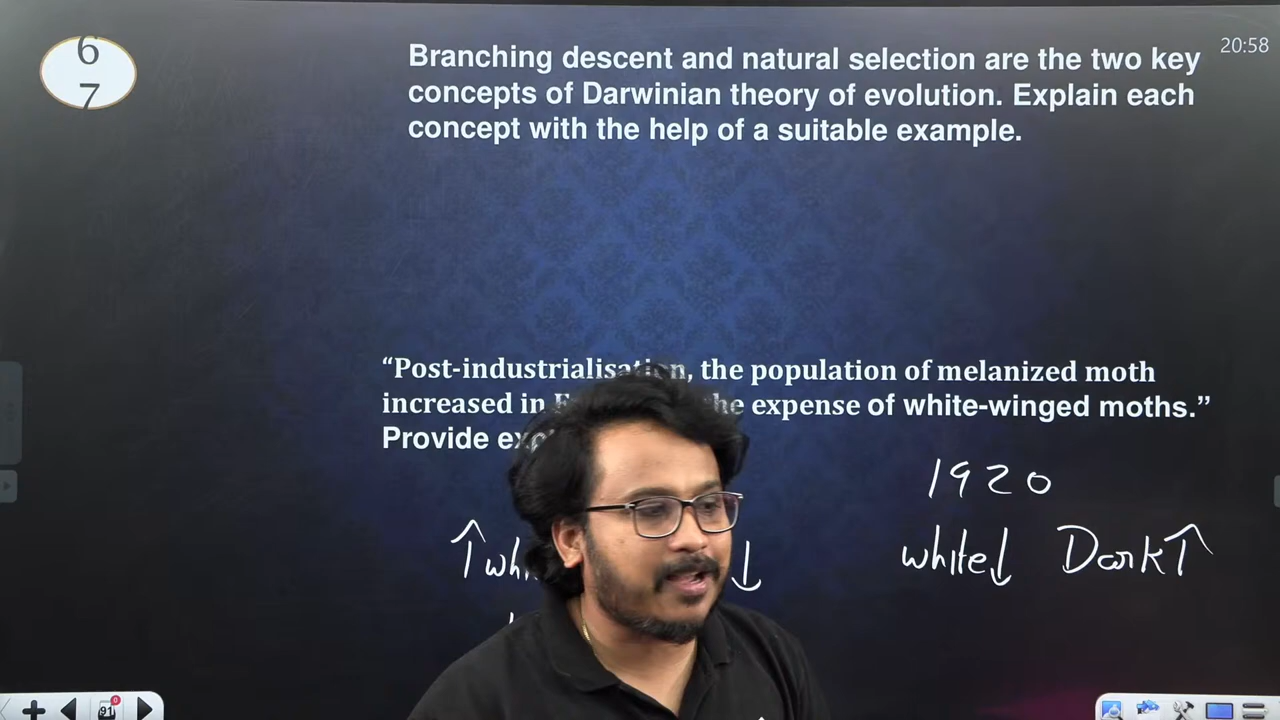 6
7
20:58
Branching descent and natural selection are the two key
concepts of Darwinian theory of evolution. Explain each
concept with the help of a suitable example.
“Post-industrialisation, the population of melanized moth
increased in the expense of white-winged moths.”
Provide
1920
↑ ↓
white↓ Dark↑
91
0